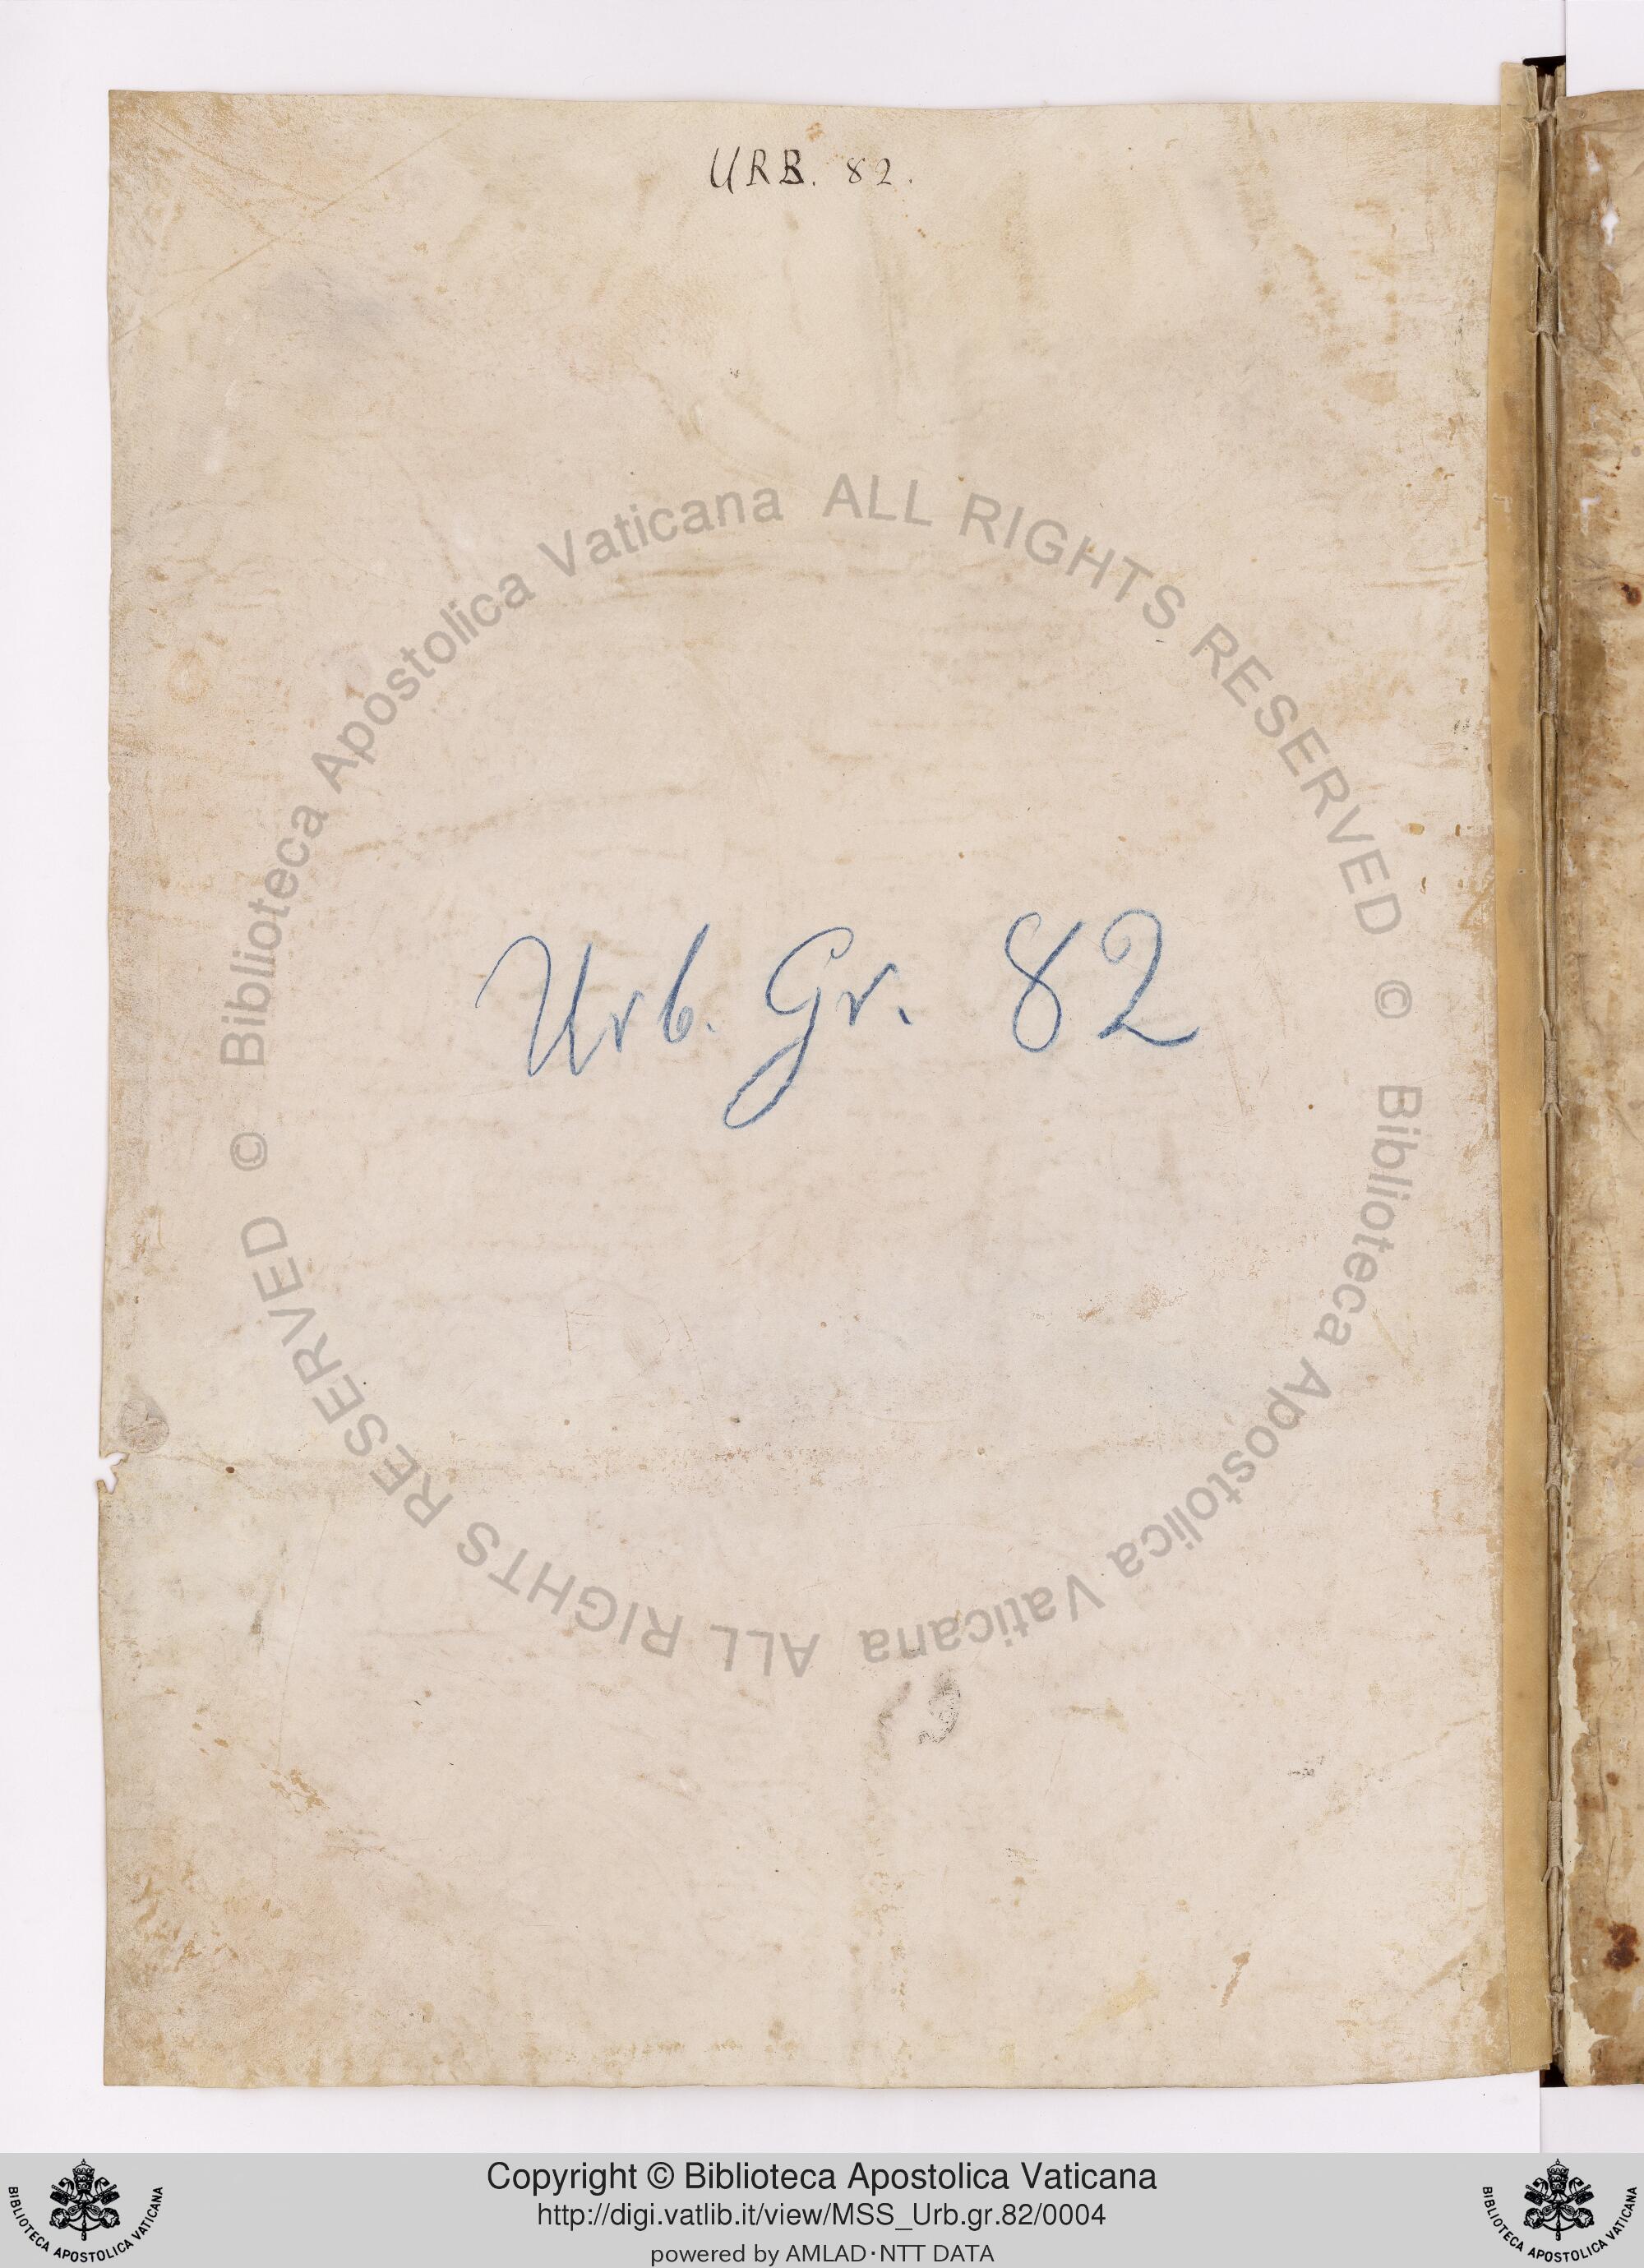 URB. 82.
© Biblioteca Apostolica Vaticana ALL RIGHTS RESERVED
Urb. Gr. 82
© Biblioteca Apostolica Vaticana ALL RIGHTS RESERVED
Copyright © Biblioteca Apostolica Vaticana
http://digi.vatlib.it/view/MSS_Urb.gr.82/0004
powered by AMLAD·NTT DATA
BIBLIOTECA APOSTOLICA VATICANA
BIBLIOTECA APOSTOLICA VATICANA